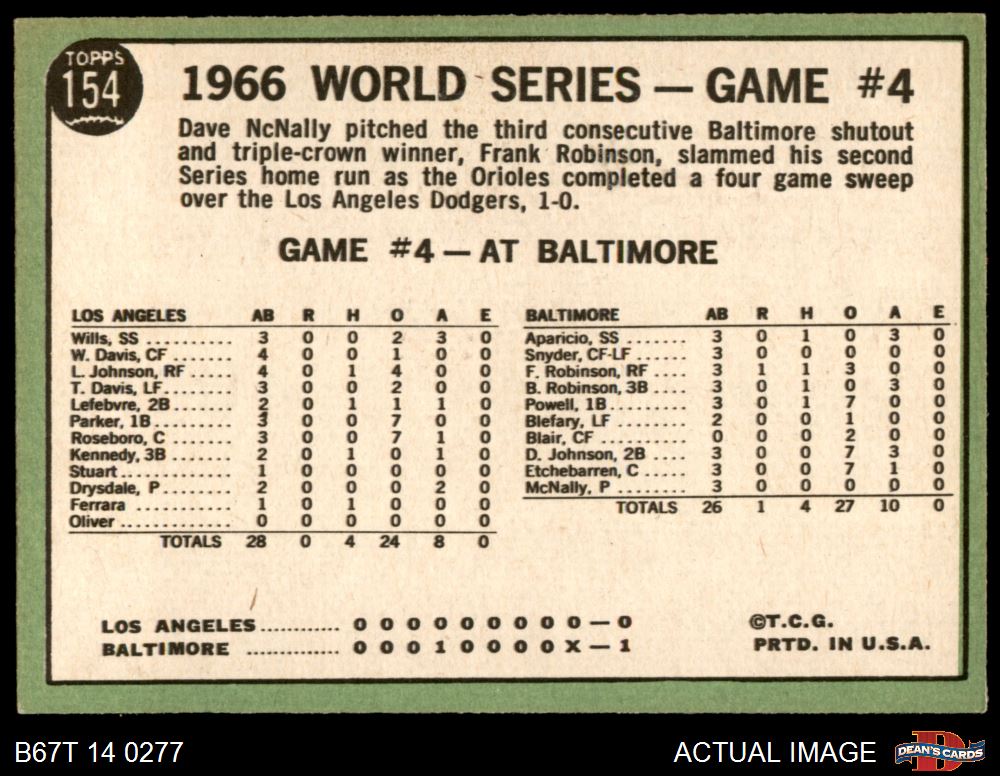 TOPPS
154
1966 WORLD SERIES — GAME #4
Dave McNally pitched the third consecutive Baltimore shutout
and triple-crown winner, Frank Robinson, slammed his second
Series home run as the Orioles completed a four game sweep
over the Los Angeles Dodgers, 1-0.
GAME #4 — AT BALTIMORE
LOS ANGELES AB R H O A E
Wills, SS .......... 3 0 0 2 3 0
W. Davis, CF ....... 4 0 0 1 0 0
L. Johnson, RF ..... 4 0 1 4 0 0
T. Davis, LF........ 3 0 0 2 0 0
Lefebvre, 2B........ 2 0 1 1 1 0
Parker, 1B.......... 3 0 0 7 0 0
Roseboro, C ........ 3 0 0 7 1 0
Kennedy, 3B ........ 2 0 1 0 1 0
Stuart ............. 1 0 0 0 0 0
Drysdale, P......... 2 0 0 0 2 0
Ferrara ............ 1 0 1 0 0 0
Oliver ............. 0 0 0 0 0 0
TOTALS 28 0 4 24 8 0
BALTIMORE AB R H O A E
Aparicio, SS ....... 3 0 1 0 3 0
Snyder, CF-LF ...... 3 0 0 0 0 0
F. Robinson, RF .... 3 1 1 3 0 0
B. Robinson, 3B .... 3 0 1 0 3 0
Powell, 1B.......... 3 0 1 7 0 0
Blefary, LF ........ 2 0 0 1 0 0
Blair, CF .......... 0 0 0 2 0 0
D. Johnson, 2B ..... 3 0 0 7 3 0
Etchebarren, C ..... 3 0 0 7 1 0
McNally, P ......... 3 0 0 0 0 0
TOTALS 26 1 4 27 10 0
LOS ANGELES ............ 0 0 0 0 0 0 0 0 0 — 0
BALTIMORE .............. 0 0 0 1 0 0 0 0 X — 1
©T.C.G.
PRTD. IN U.S.A.
B67T 14 0277
ACTUAL IMAGE
DEAN'S CARDS